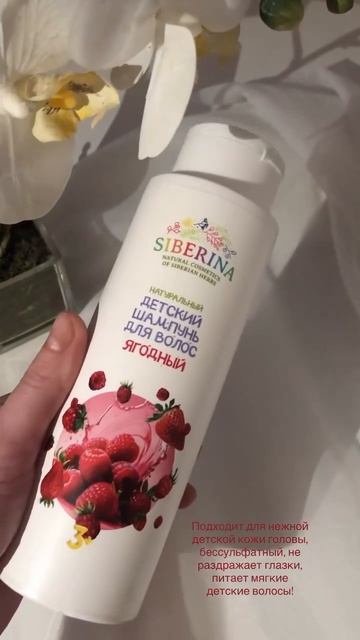 SIBERINA
NATURAL COSMETICS
OF SIBERIAN HERBS
НАТУРАЛЬНЫЙ
ДЕТСКИЙ
ШАМПУНЬ
ДЛЯ ВОЛОС
ЯГОДНЫЙ
3+
Подходит для нежной
детской кожи головы,
бессульфатный, не
раздражает глазки,
питает мягкие
детские волосы!